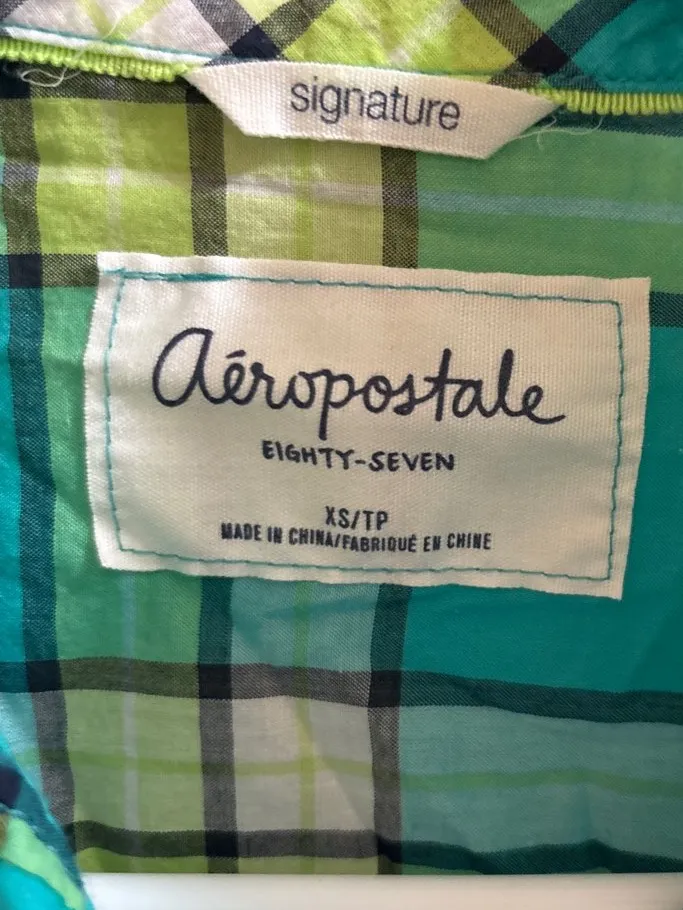 signature
Aéropostale
EIGHTY-SEVEN
XS/TP
MADE IN CHINA/FABRIQUÉ EN CHINE